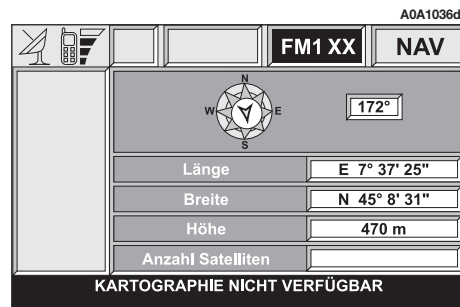 A0A1036d
FM1 XX NAV
N
W E
S
172°
Länge E 7° 37' 25"
Breite N 45° 8' 31"
Höhe 470 m
Anzahl Satelliten
KARTOGRAPHIE NICHT VERFÜGBAR